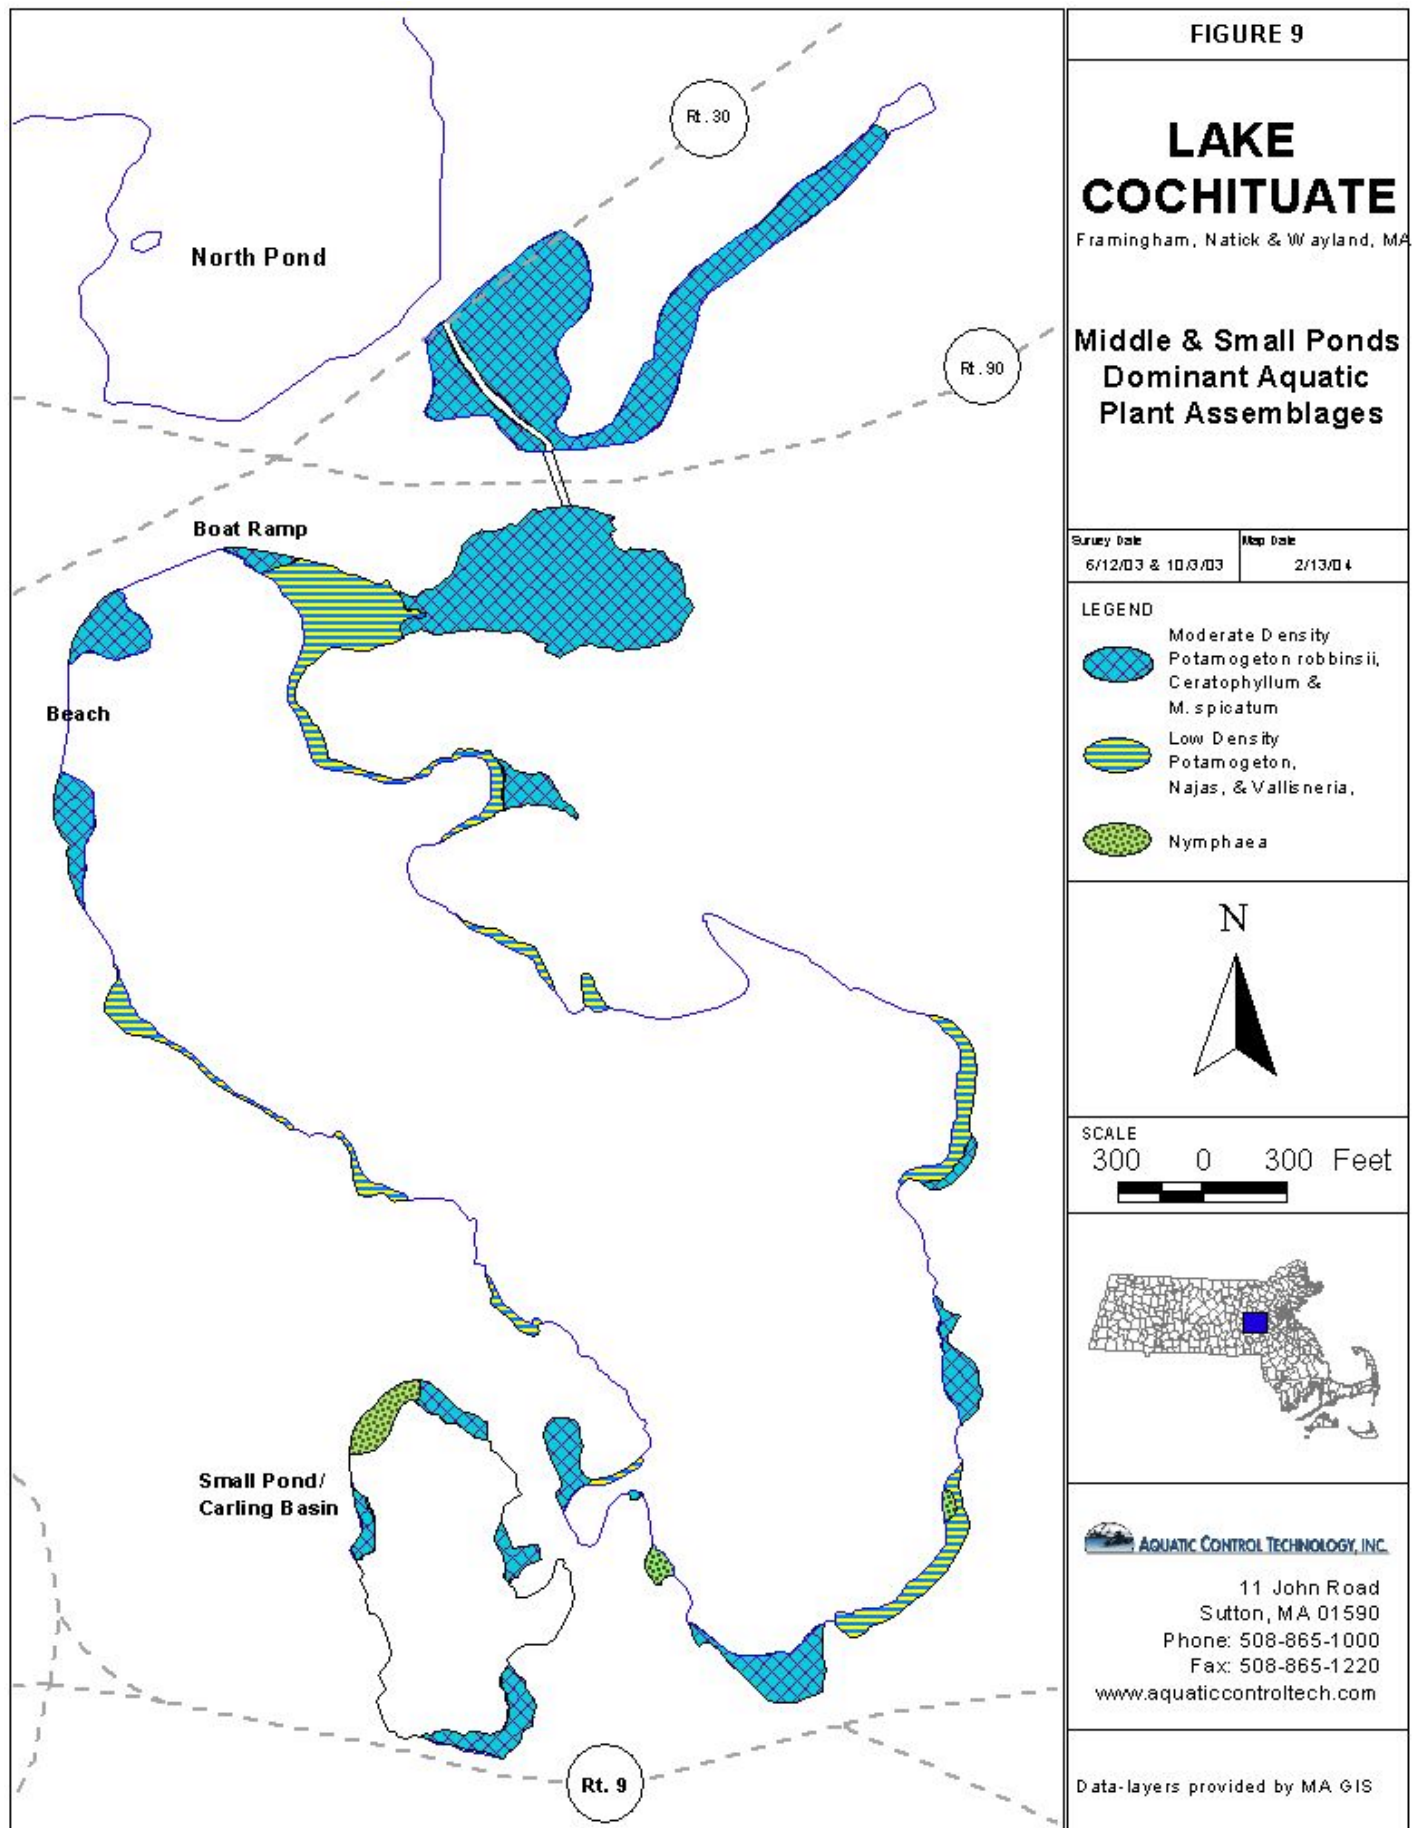 FIGURE 9
LAKE
COCHITUATE
Framingham, Natick & Wayland, MA
Middle & Small Ponds
Dominant Aquatic
Plant Assemblages
Survey Date
6/12/03 & 10/3/03
Map Date
2/13/04
LEGEND
Moderate Density
Potamogeton robbinsii,
Ceratophyllum &
M. spicatum
Low Density
Potamogeton,
Najas, & Vallisneria,
Nymphaea
N
SCALE
300 0 300 Feet
AQUATIC CONTROL TECHNOLOGY, INC.
11 John Road
Sutton, MA 01590
Phone: 508-865-1000
Fax: 508-865-1220
www.aquaticcontroltech.com
Data-layers provided by MA GIS
Rt. 30
North Pond
Rt. 90
Boat Ramp
Beach
Small Pond/
Carling Basin
Rt. 9